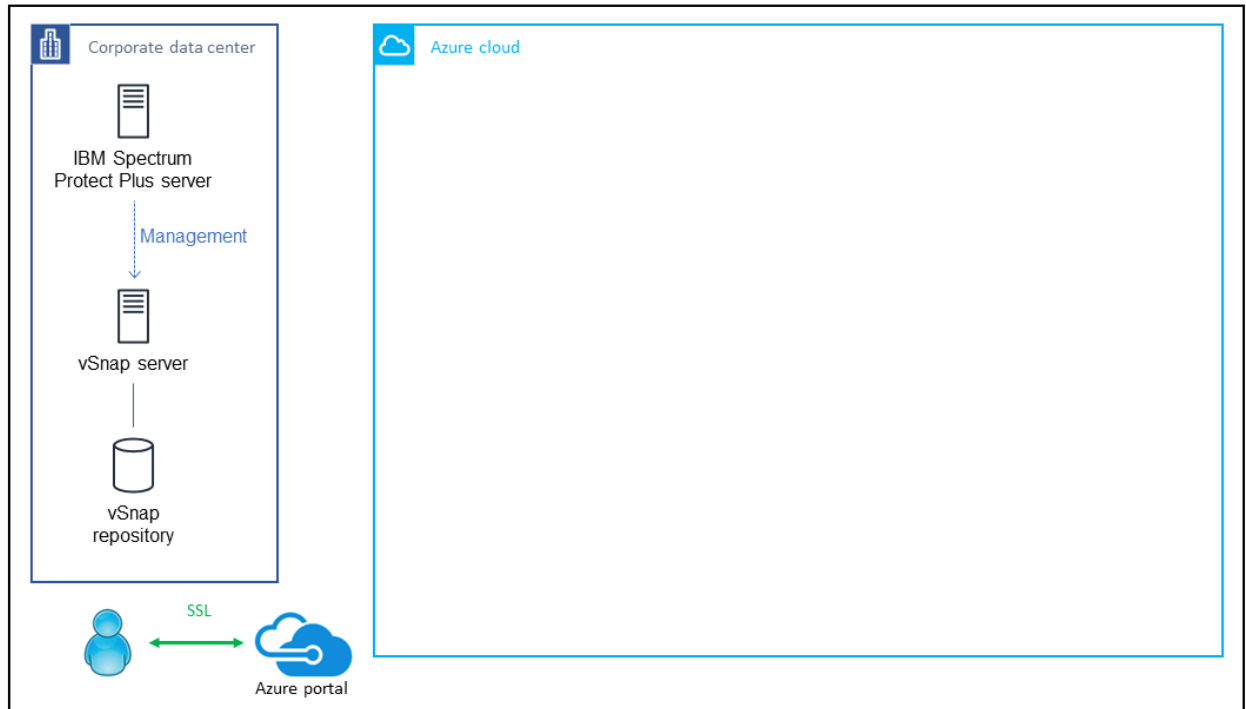 Corporate data center
IBM Spectrum
Protect Plus server
Management
vSnap server
vSnap
repository
SSL
Azure portal
Azure cloud